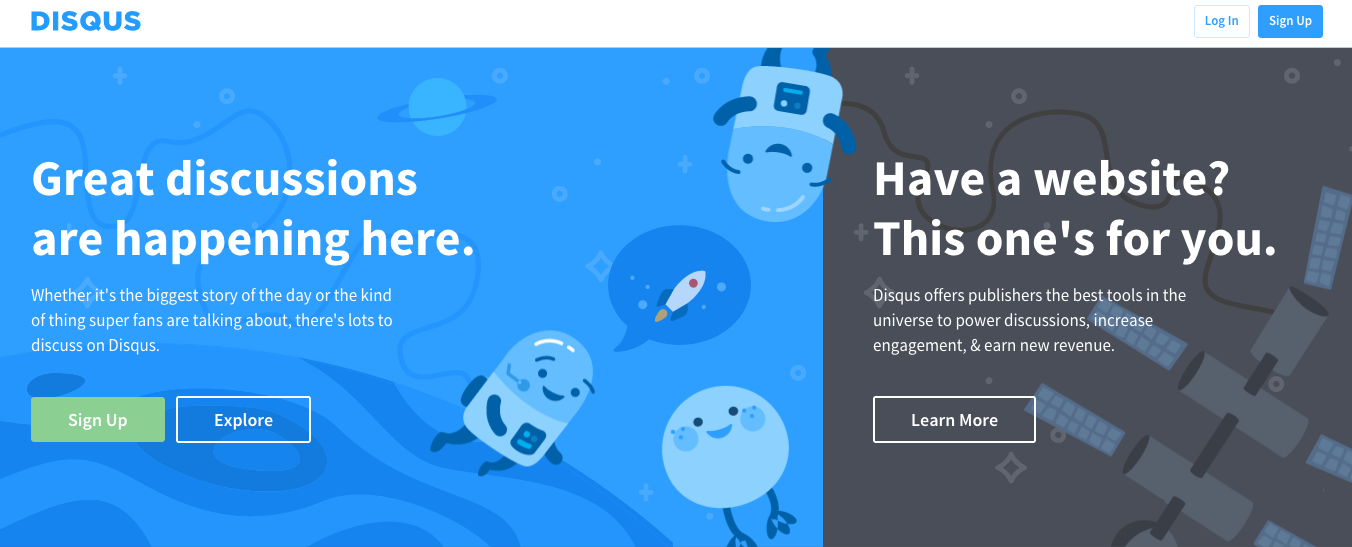 DISQUS
Log In
Sign Up
Great discussions
are happening here.
Whether it's the biggest story of the day or the kind
of thing super fans are talking about, there's lots to
discuss on Disqus.
Sign Up
Explore
Have a website?
This one's for you.
Disqus offers publishers the best tools in the
universe to power discussions, increase
engagement, & earn new revenue.
Learn More